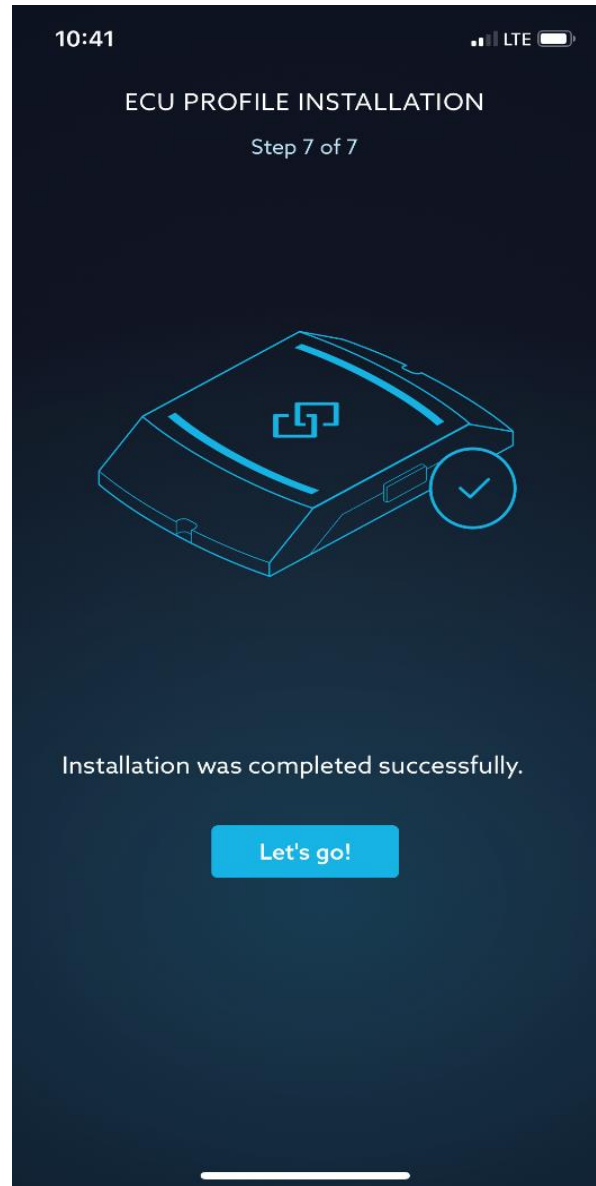 10:41
LTE
ECU PROFILE INSTALLATION
Step 7 of 7
Installation was completed successfully.
Let's go!